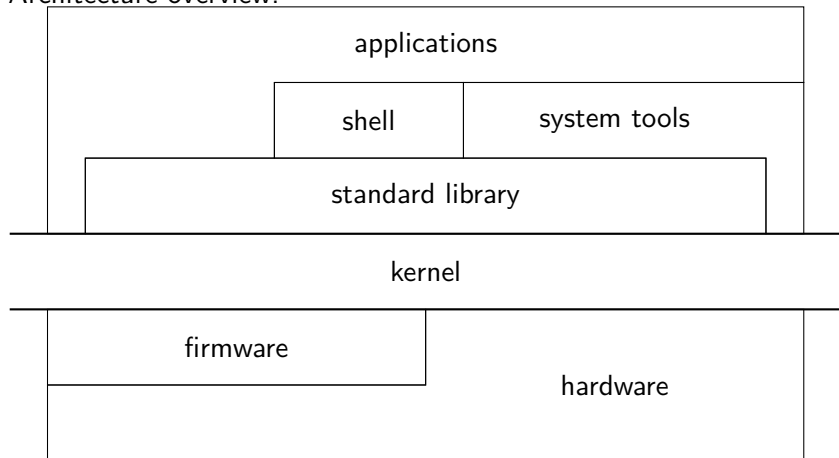 Architecture overview:
applications
shell
system tools
standard library
kernel
firmware
hardware